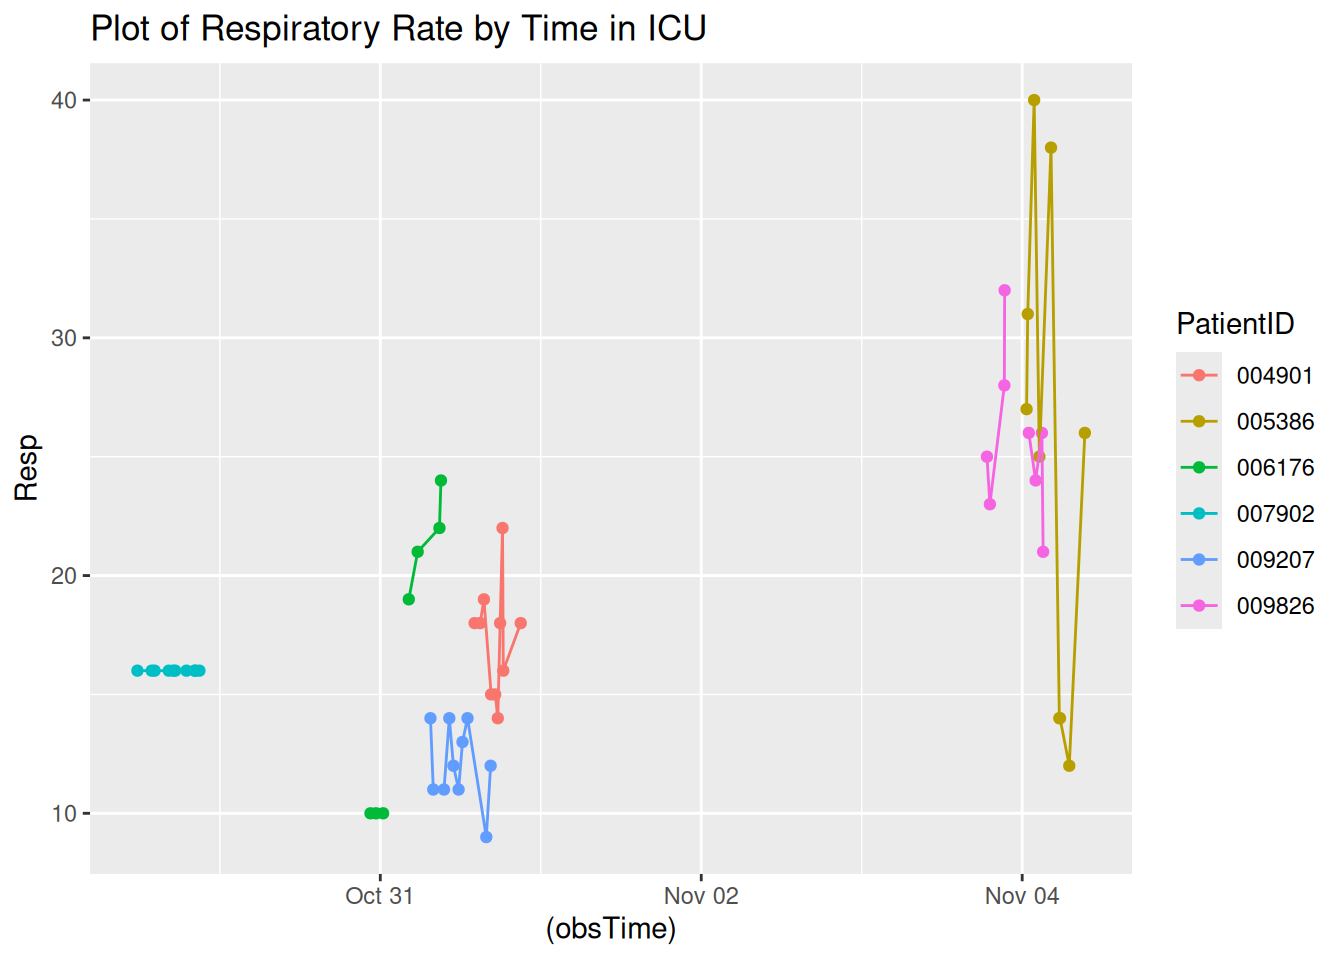 Plot of Respiratory Rate by Time in ICU
40
30
20
10
Resp
Oct 31
Nov 02
Nov 04
(obsTime)
PatientID
004901
005386
006176
007902
009207
009826